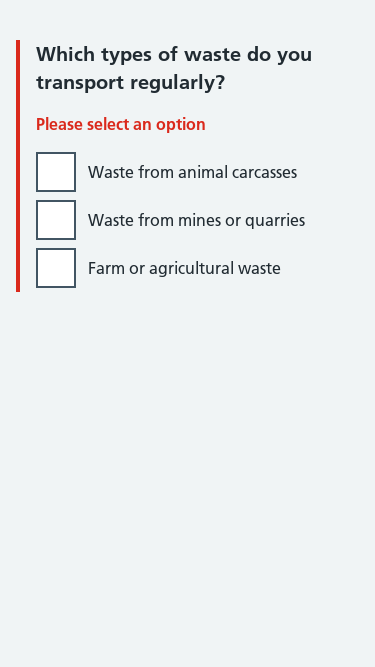 Which types of waste do you
transport regularly?
Please select an option
Waste from animal carcasses
Waste from mines or quarries
Farm or agricultural waste